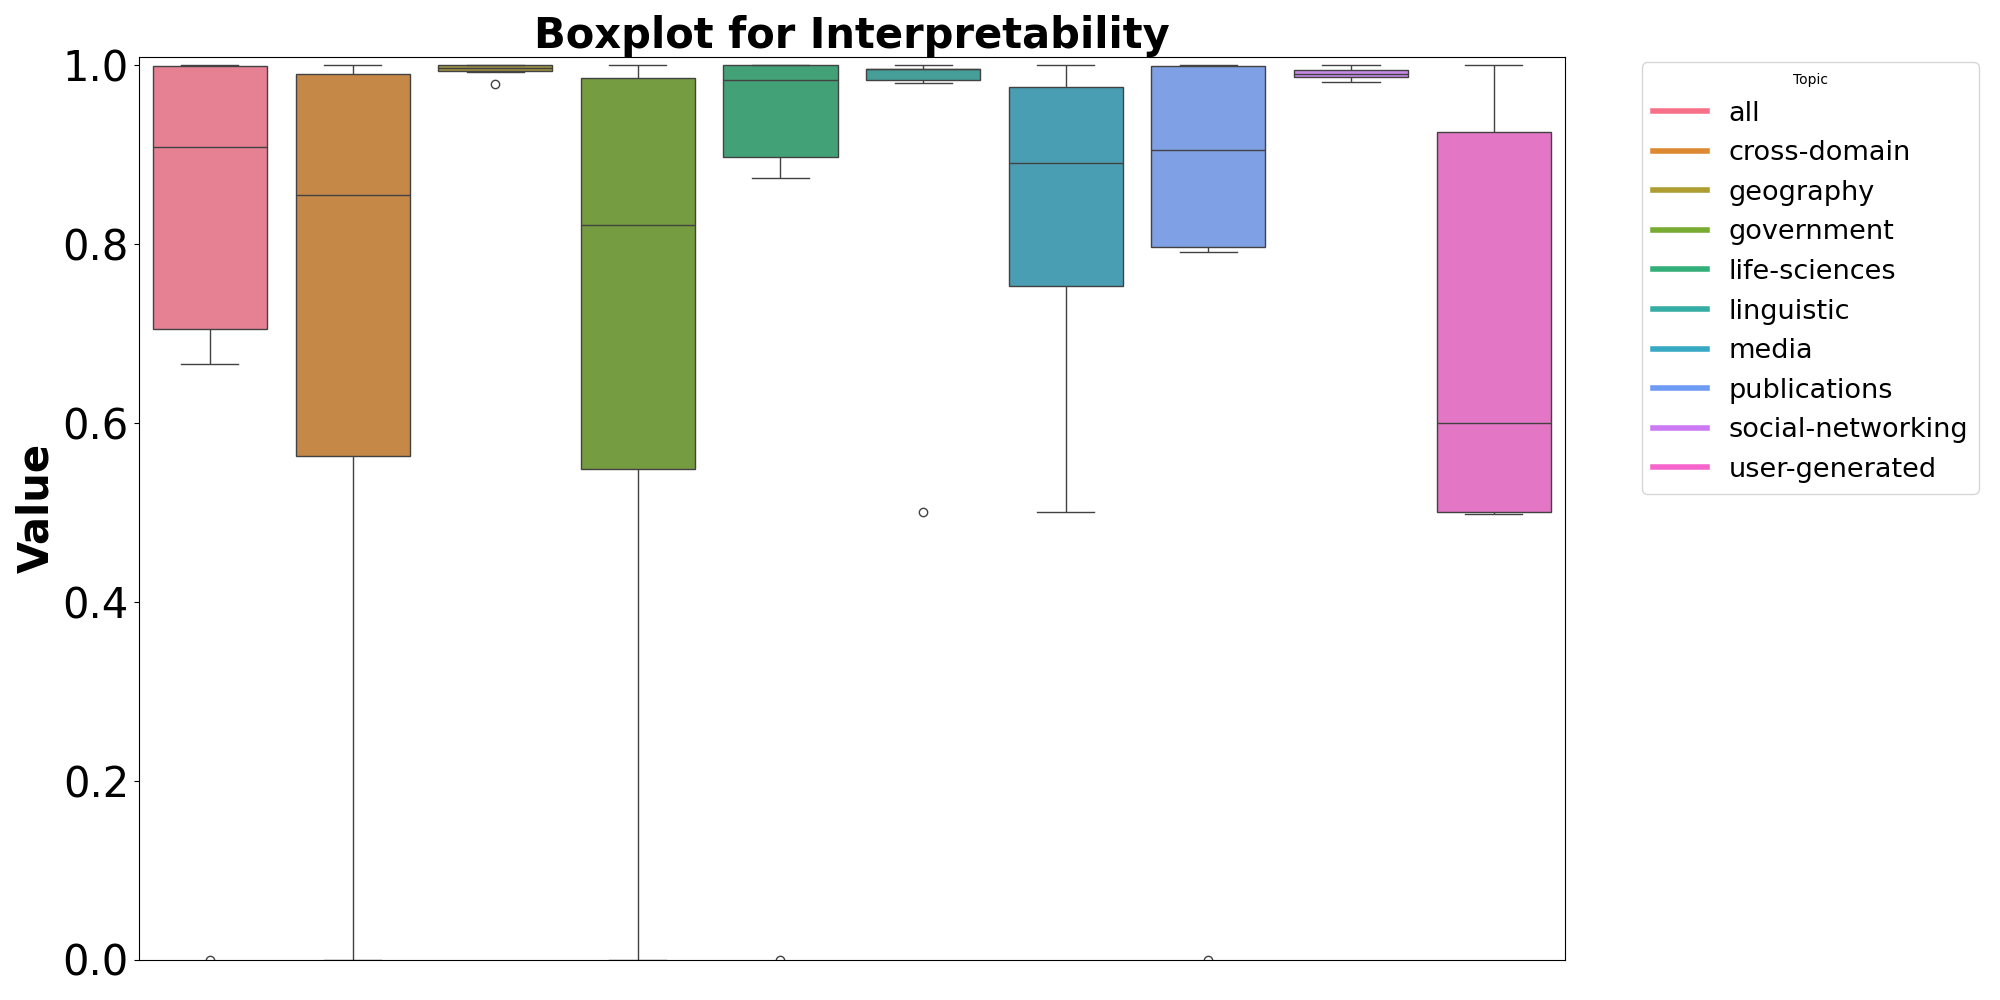 Boxplot for Interpretability
Value
1.0
0.8
0.6
0.4
0.2
0.0
Topic
all
cross-domain
geography
government
life-sciences
linguistic
media
publications
social-networking
user-generated